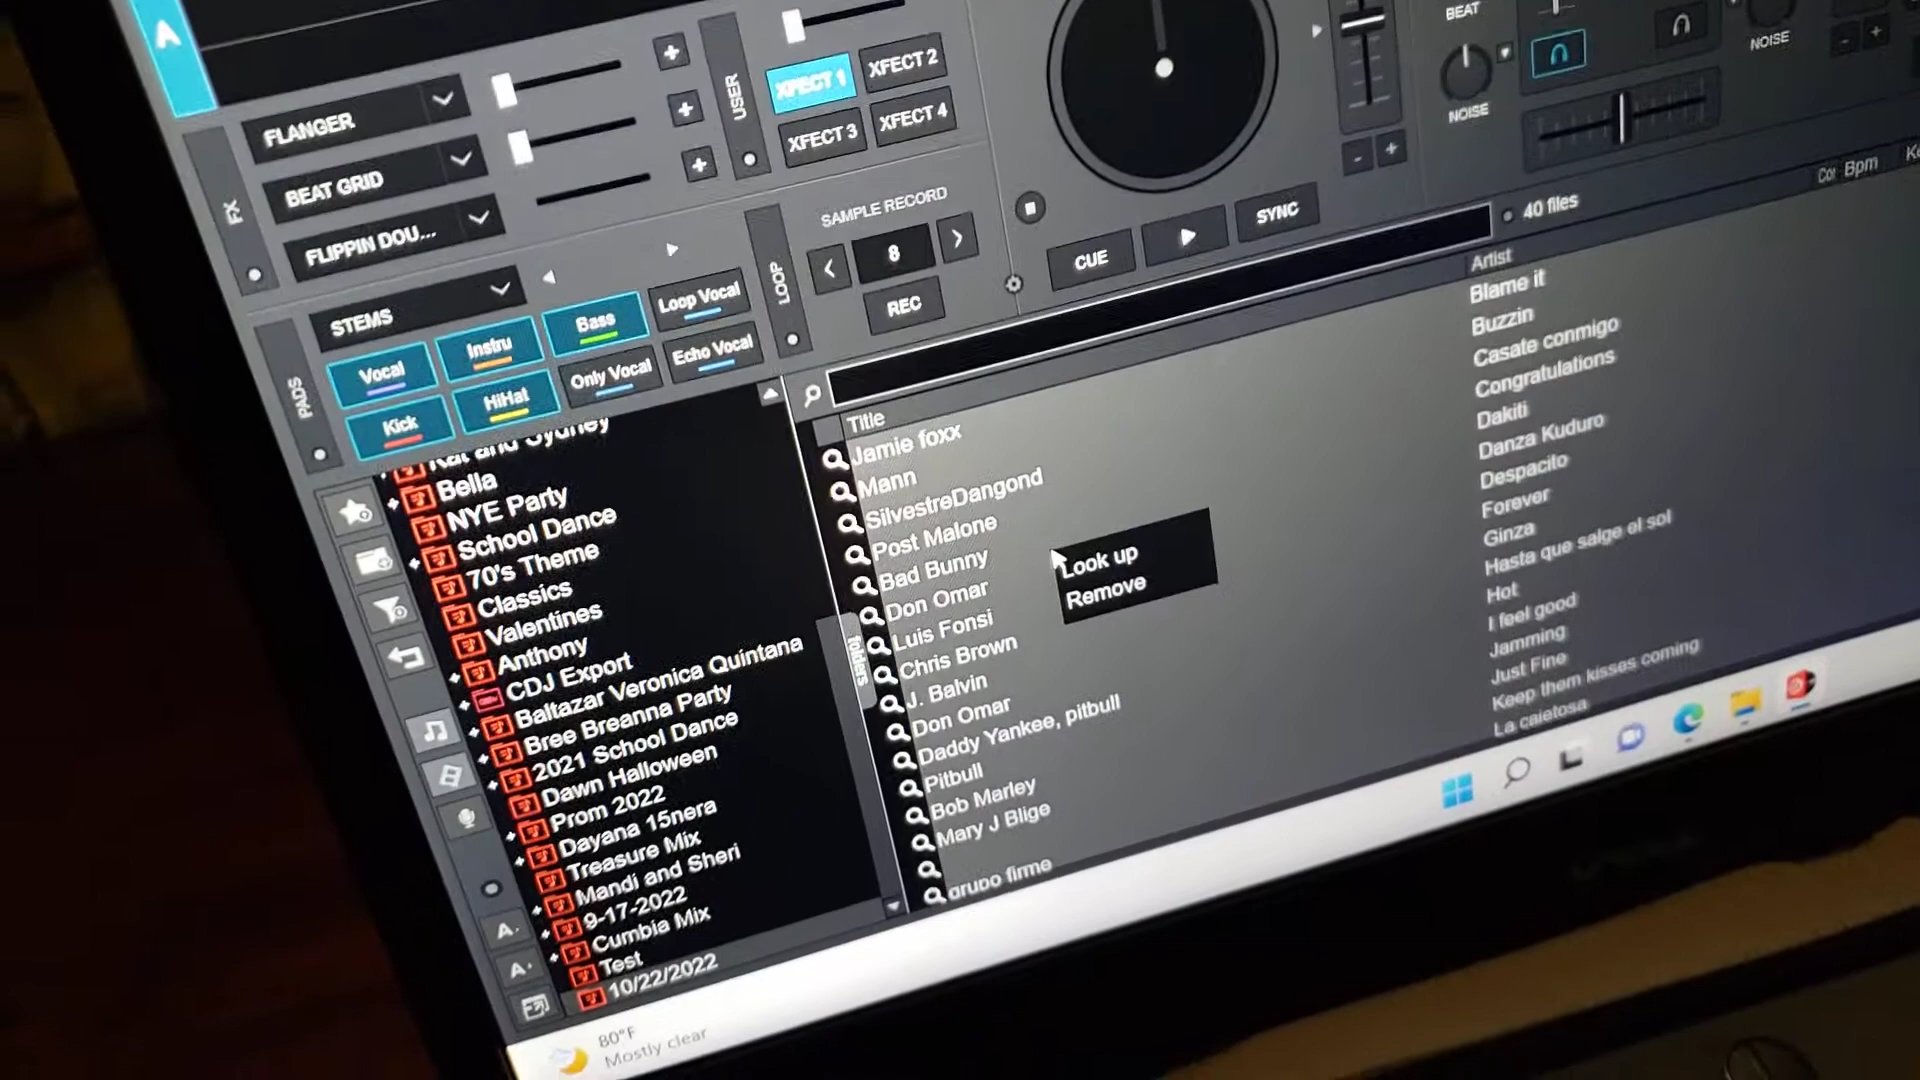 A
FLANGER
BEAT GRID
FLIPPIN DOU...
FX
USER
XFECT 1
XFECT 2
XFECT 3
XFECT 4
BEAT
NOISE
NOISE
STEMS
Vocal
Instru
Bass
Loop Vocal
Kick
HiHat
Only Vocal
Echo Vocal
PADS
LOOP
SAMPLE RECORD
8
REC
CUE
SYNC
40 files
Bpm
Title
Artist
Kat and Sydney
Bella
NYE Party
School Dance
70's Theme
Classics
Valentines
Anthony
CDJ Export
Baltazar Veronica Quintana
Bree Breanna Party
2021 School Dance
Dawn Halloween
Prom 2022
Dayana 15nera
Treasure Mix
Mandi and Sheri
9-17-2022
Cumbia Mix
Test
10/22/2022
folders
Jamie foxx
Mann
SilvestreDangond
Post Malone
Bad Bunny
Don Omar
Luis Fonsi
Chris Brown
J. Balvin
Don Omar
Daddy Yankee, pitbull
Pitbull
Bob Marley
Mary J Blige
grupo firme
Look up
Remove
Blame it
Buzzin
Casate conmigo
Congratulations
Dakiti
Danza Kuduro
Despacito
Forever
Ginza
Hasta que salge el sol
Hot
I feel good
Jamming
Just Fine
Keep them kisses coming
La caietosa
80°F
Mostly clear